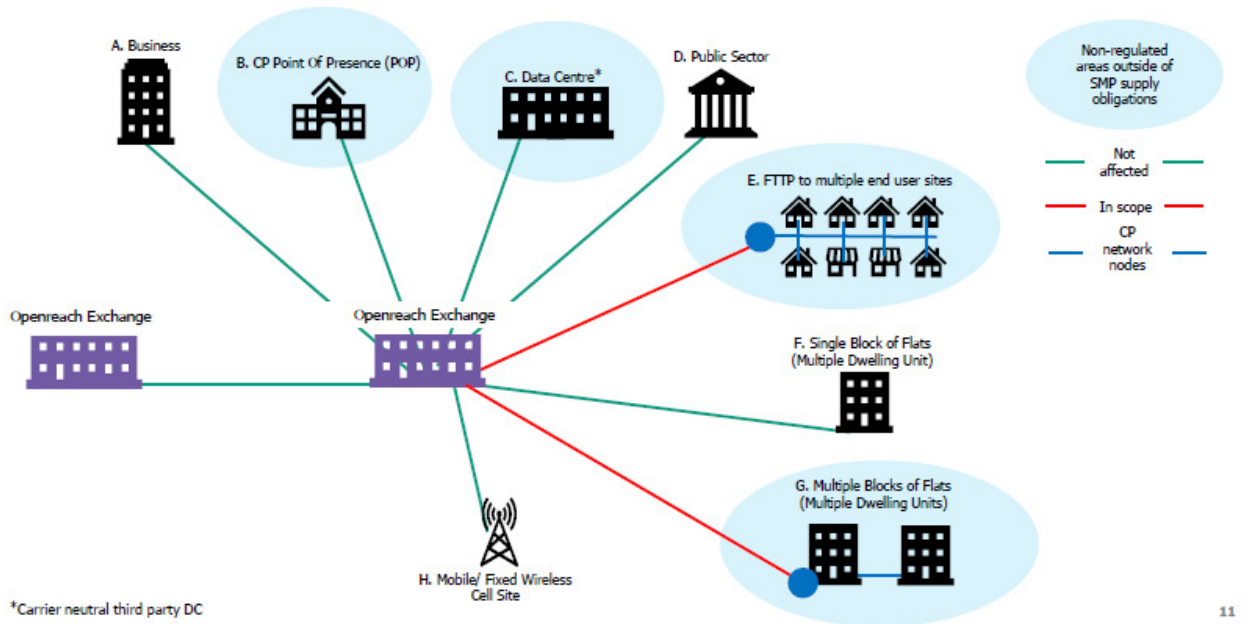 A. Business
B. CP Point Of Presence (POP)
C. Data Centre*
D. Public Sector
Non-regulated
areas outside of
SMP supply
obligations
Not
affected
In scope
CP
network
nodes
E. FTTP to multiple end user sites
Openreach Exchange
Openreach Exchange
F. Single Block of Flats
(Multiple Dwelling Unit)
G. Multiple Blocks of Flats
(Multiple Dwelling Units)
H. Mobile/ Fixed Wireless
Cell Site
*Carrier neutral third party DC
11